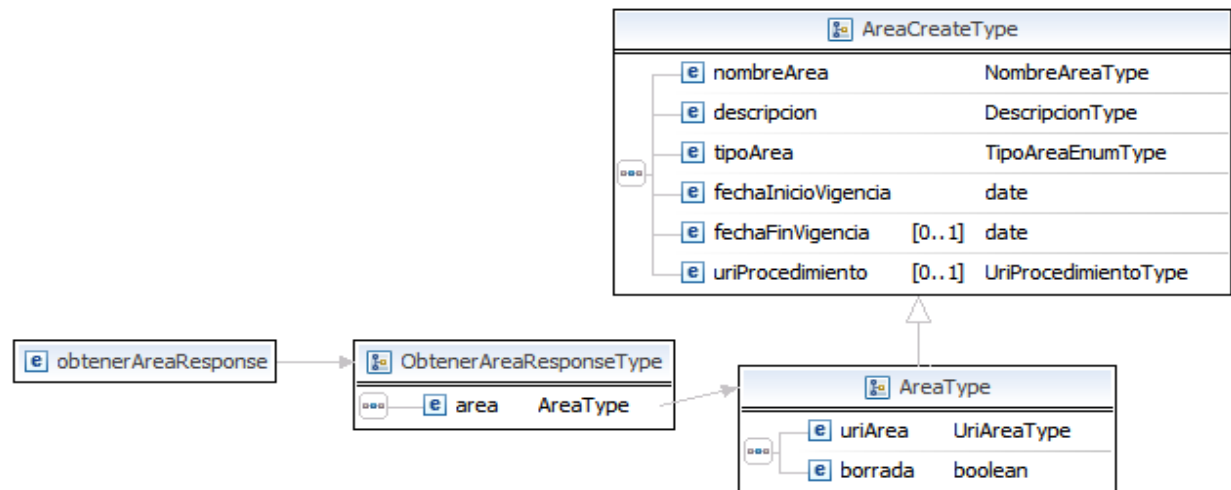 AreaCreateType
e nombreArea NombreAreaType
e descripcion DescripcionType
e tipoArea TipoAreaEnumType
e fechaInicioVigencia date
e fechaFinVigencia [0..1] date
e uriProcedimiento [0..1] UriProcedimientoType
e obtenerAreaResponse
ObtenerAreaResponseType
e area AreaType
AreaType
e uriArea UriAreaType
e borrada boolean